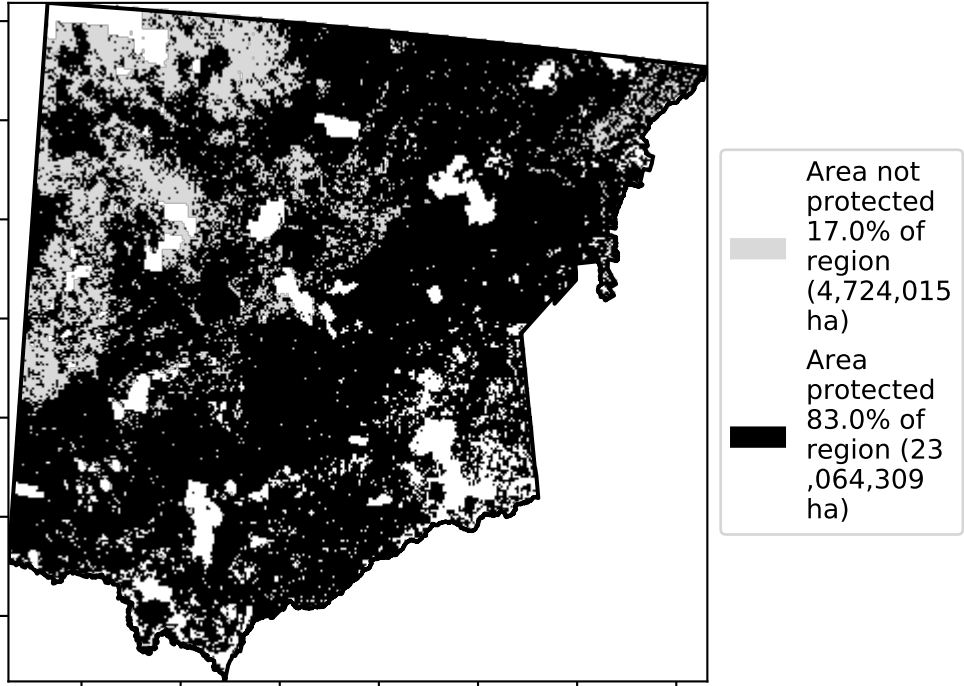 Area not
protected
17.0% of
region
(4,724,015
ha)
Area
protected
83.0% of
region (23
,064,309
ha)